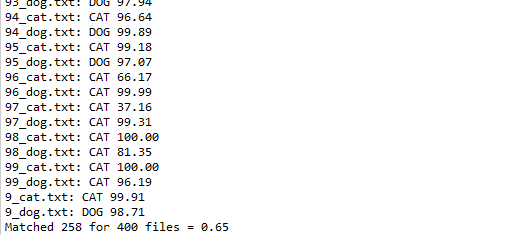 93_dog.txt: DOG 97.94
94_cat.txt: CAT 96.64
94_dog.txt: DOG 99.89
95_cat.txt: CAT 99.18
95_dog.txt: DOG 97.07
96_cat.txt: CAT 66.17
96_dog.txt: CAT 99.99
97_cat.txt: CAT 37.16
97_dog.txt: CAT 99.31
98_cat.txt: CAT 100.00
98_dog.txt: CAT 81.35
99_cat.txt: CAT 100.00
99_dog.txt: CAT 96.19
9_cat.txt: CAT 99.91
9_dog.txt: DOG 98.71
Matched 258 for 400 files = 0.65